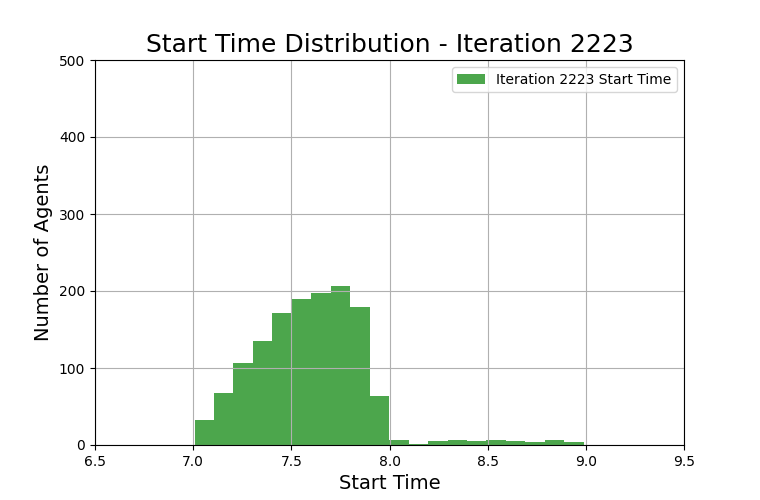 Start Time Distribution - Iteration 2223
Iteration 2223 Start Time
Number of Agents
500
400
300
200
100
0
6.5 7.0 7.5 8.0 8.5 9.0 9.5
Start Time